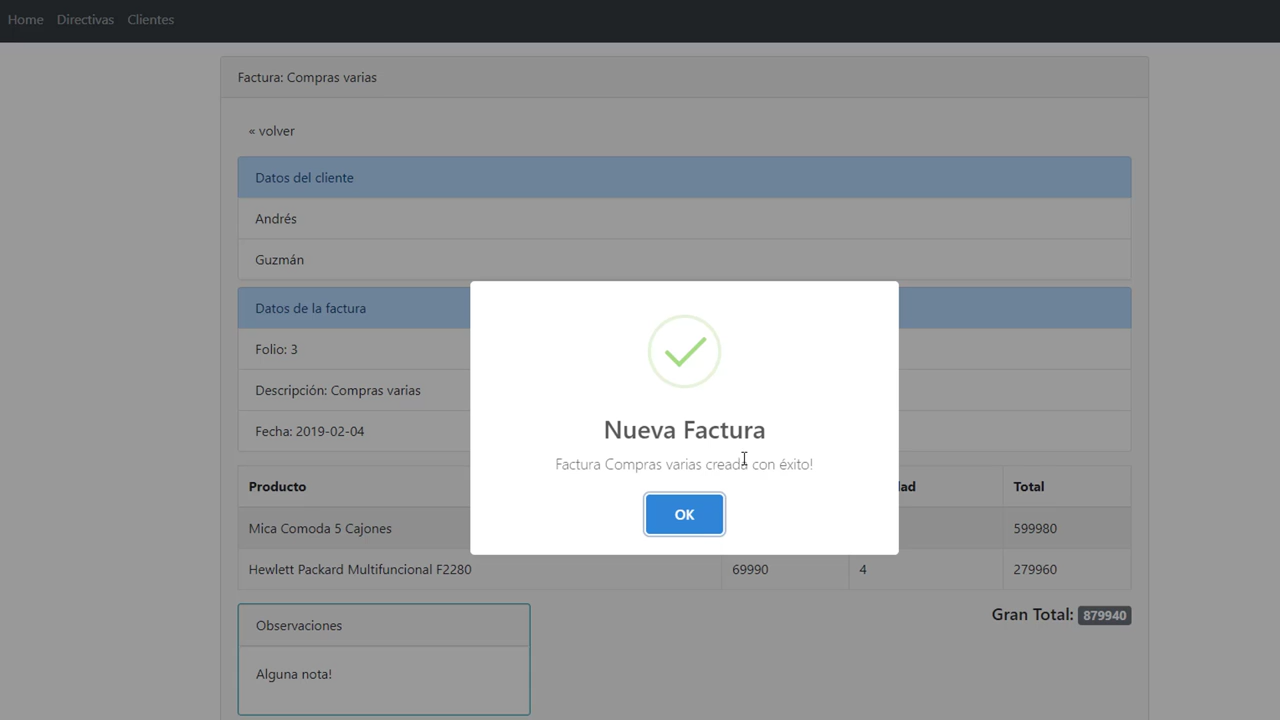 Home Directivas Clientes
Factura: Compras varias
« volver
Datos del cliente
Andrés
Guzmán
Datos de la factura
Folio: 3
Descripción: Compras varias
Fecha: 2019-02-04
Nueva Factura
Factura Compras varias creada con éxito!
OK
Producto dad Total
Mica Comoda 5 Cajones 599980
Hewlett Packard Multifuncional F2280 69990 4 279960
Gran Total: 879940
Observaciones
Alguna nota!